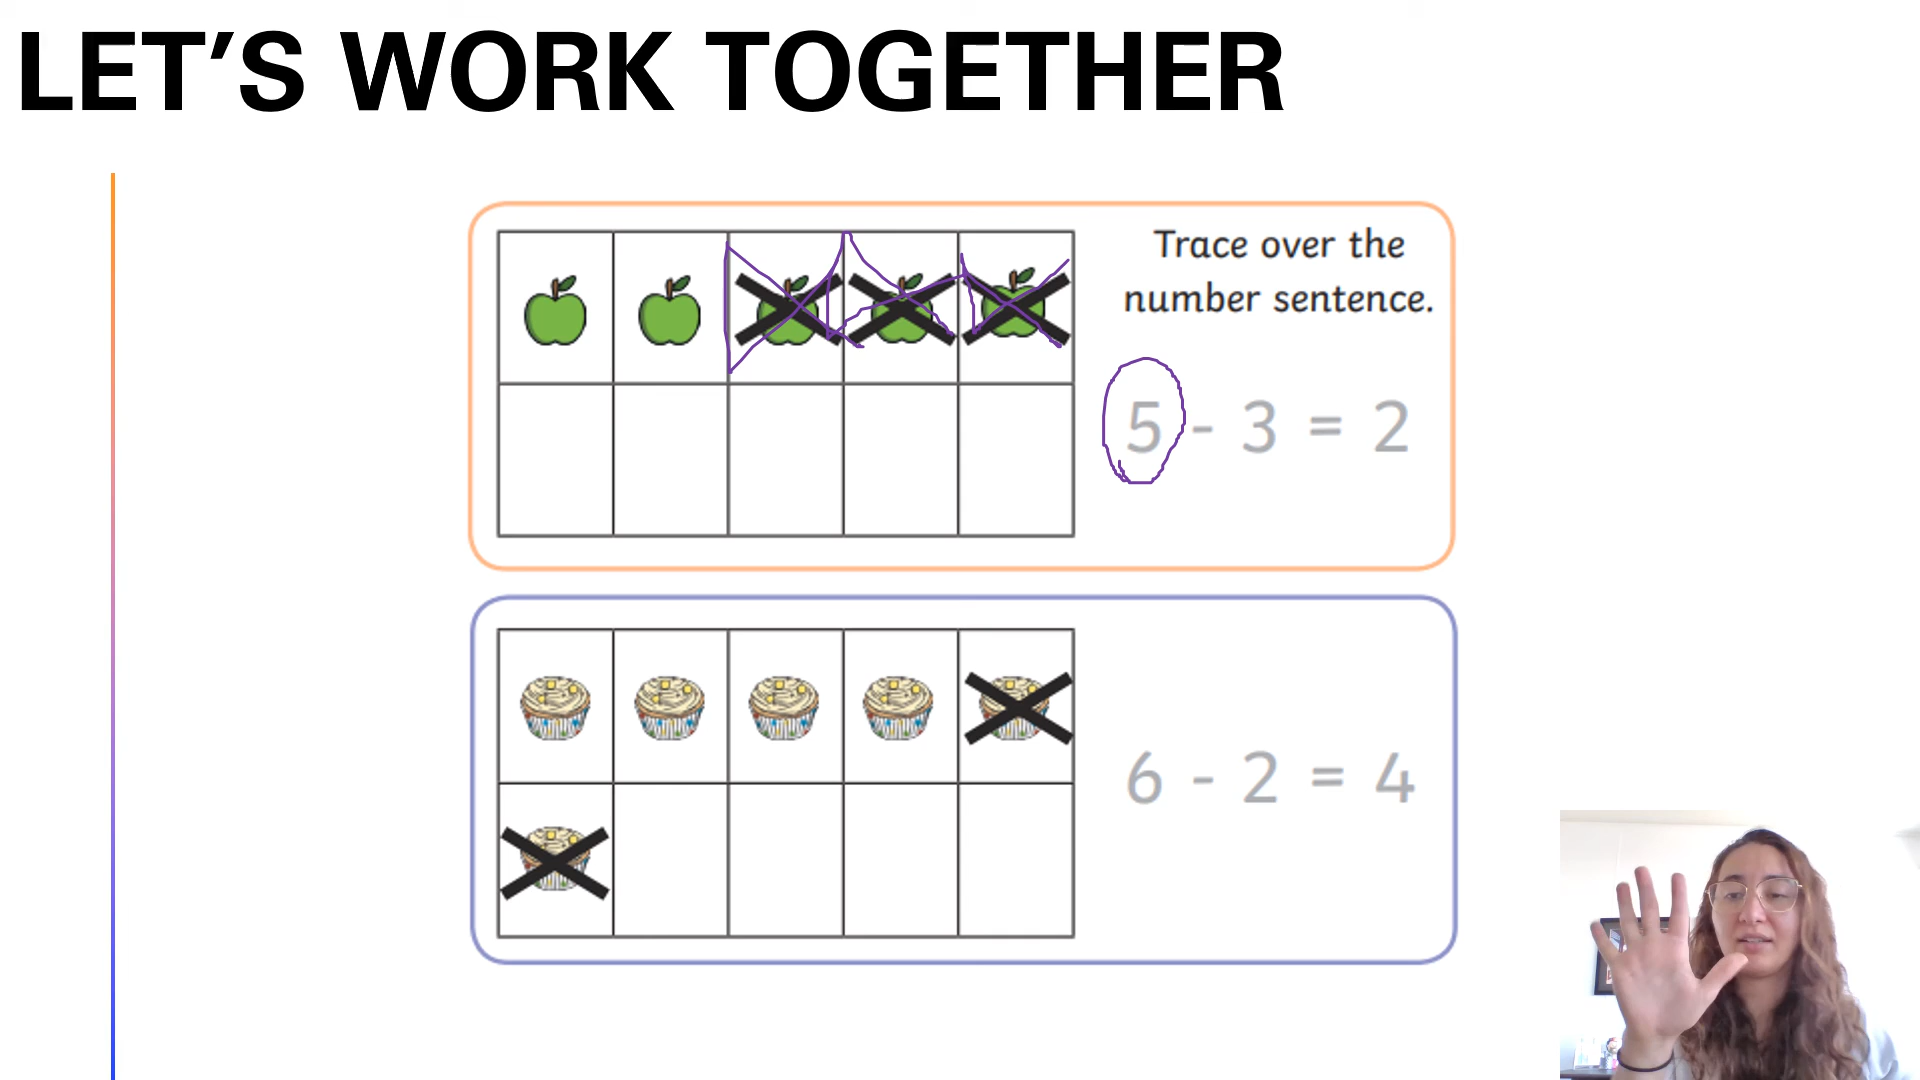 LET'S WORK TOGETHER
Trace over the
number sentence.
5 - 3 = 2
6 - 2 = 4